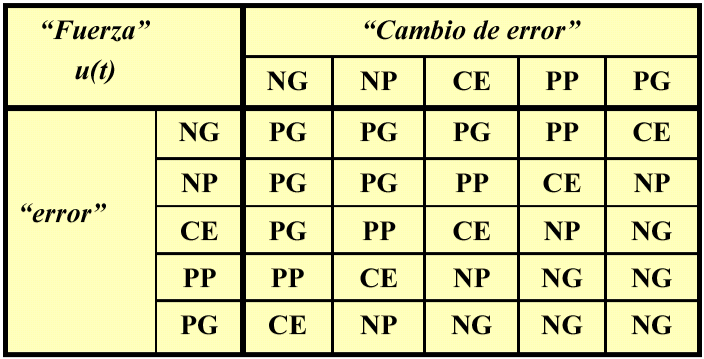 “Fuerza” “Cambio de error”
u(t)
NG NP CE PP PG
NG PG PG PG PP CE
NP PG PG PP CE NP
“error”
CE PG PP CE NP NG
PP PP CE NP NG NG
PG CE NP NG NG NG